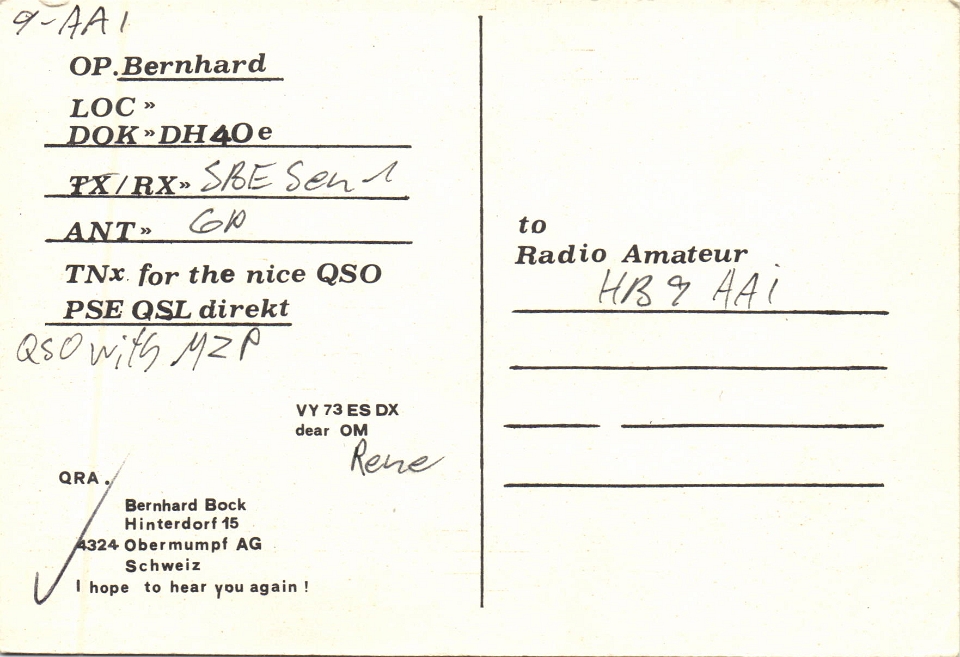 9-AA1
OP. Bernhard
LOC »
DOK » DH40e
TX/RX» SBE Sen-1
ANT » GP
TNx. for the nice QSO
PSE QSL direkt
QSO with MZP
VY 73 ES DX
dear OM
Rene
QRA.
Bernhard Bock
Hinterdorf 15
4324 Obermumpf AG
Schweiz
I hope to hear you again !
to
Radio Amateur
HB9 AAi